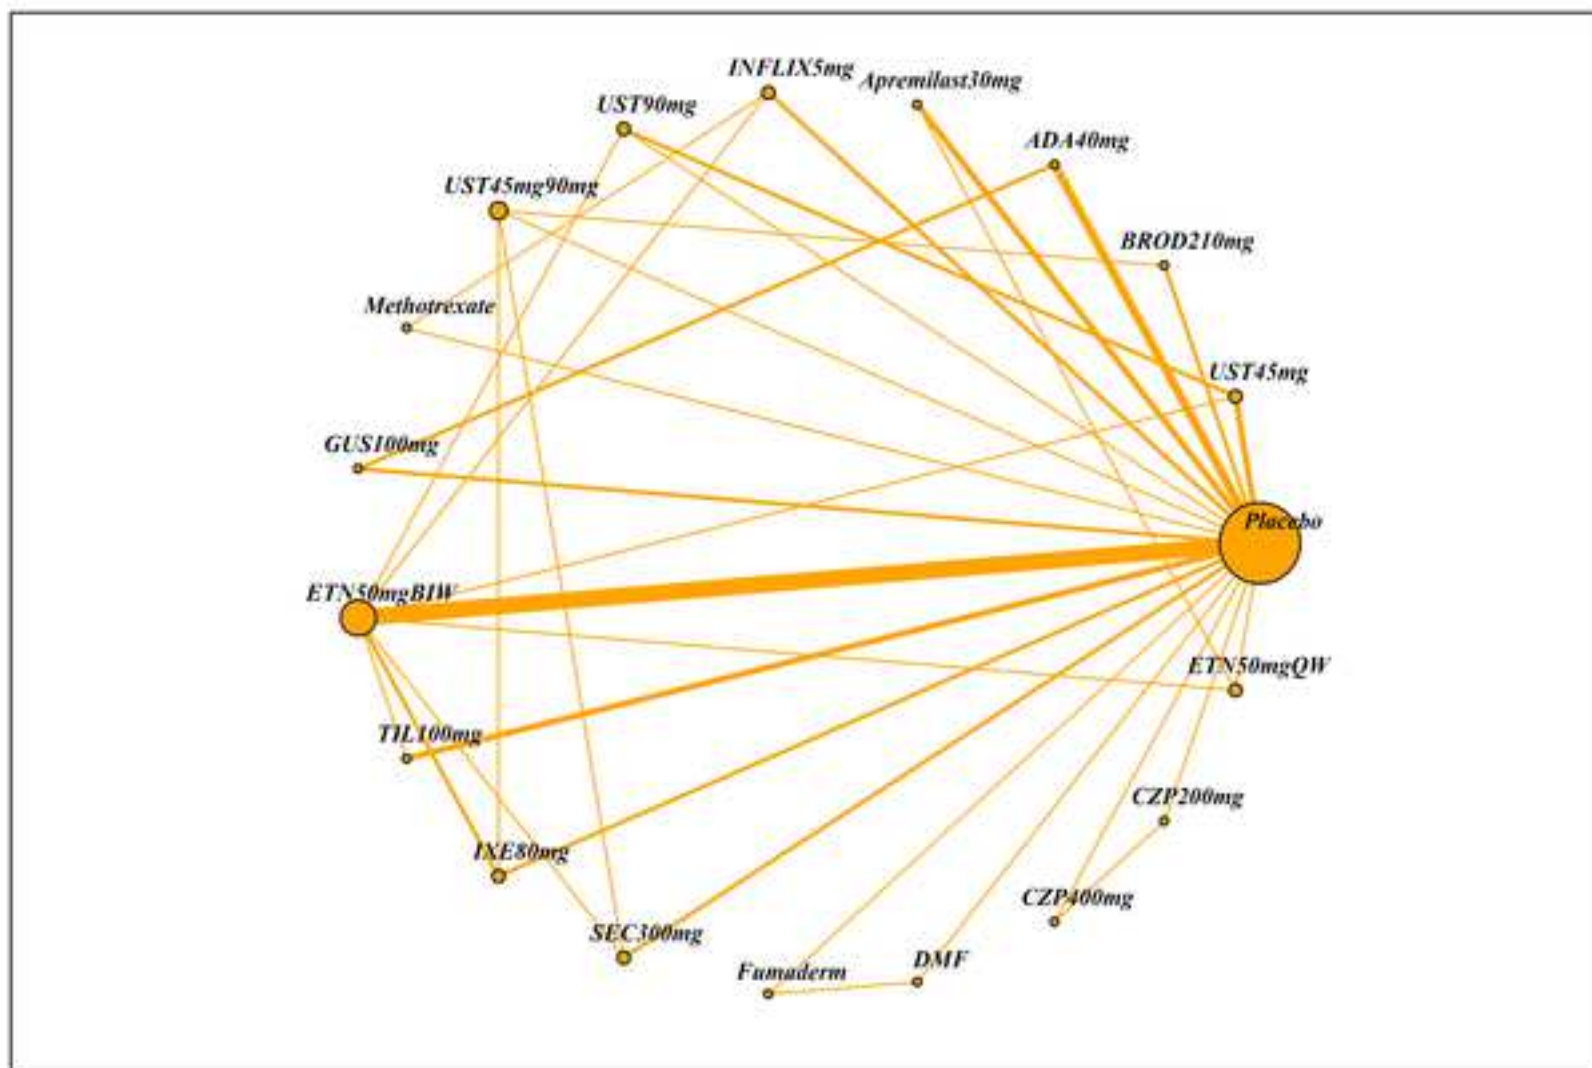 INFLIX5mg
Apremilast30mg
UST90mg
ADA40mg
UST45mg90mg
BROD210mg
Methotrexate
UST45mg
GUS100mg
Placebo
ETN50mgBIW
ETN50mgQW
TIL100mg
CZP200mg
IXE80mg
CZP400mg
SEC300mg
DMF
Fumaderm